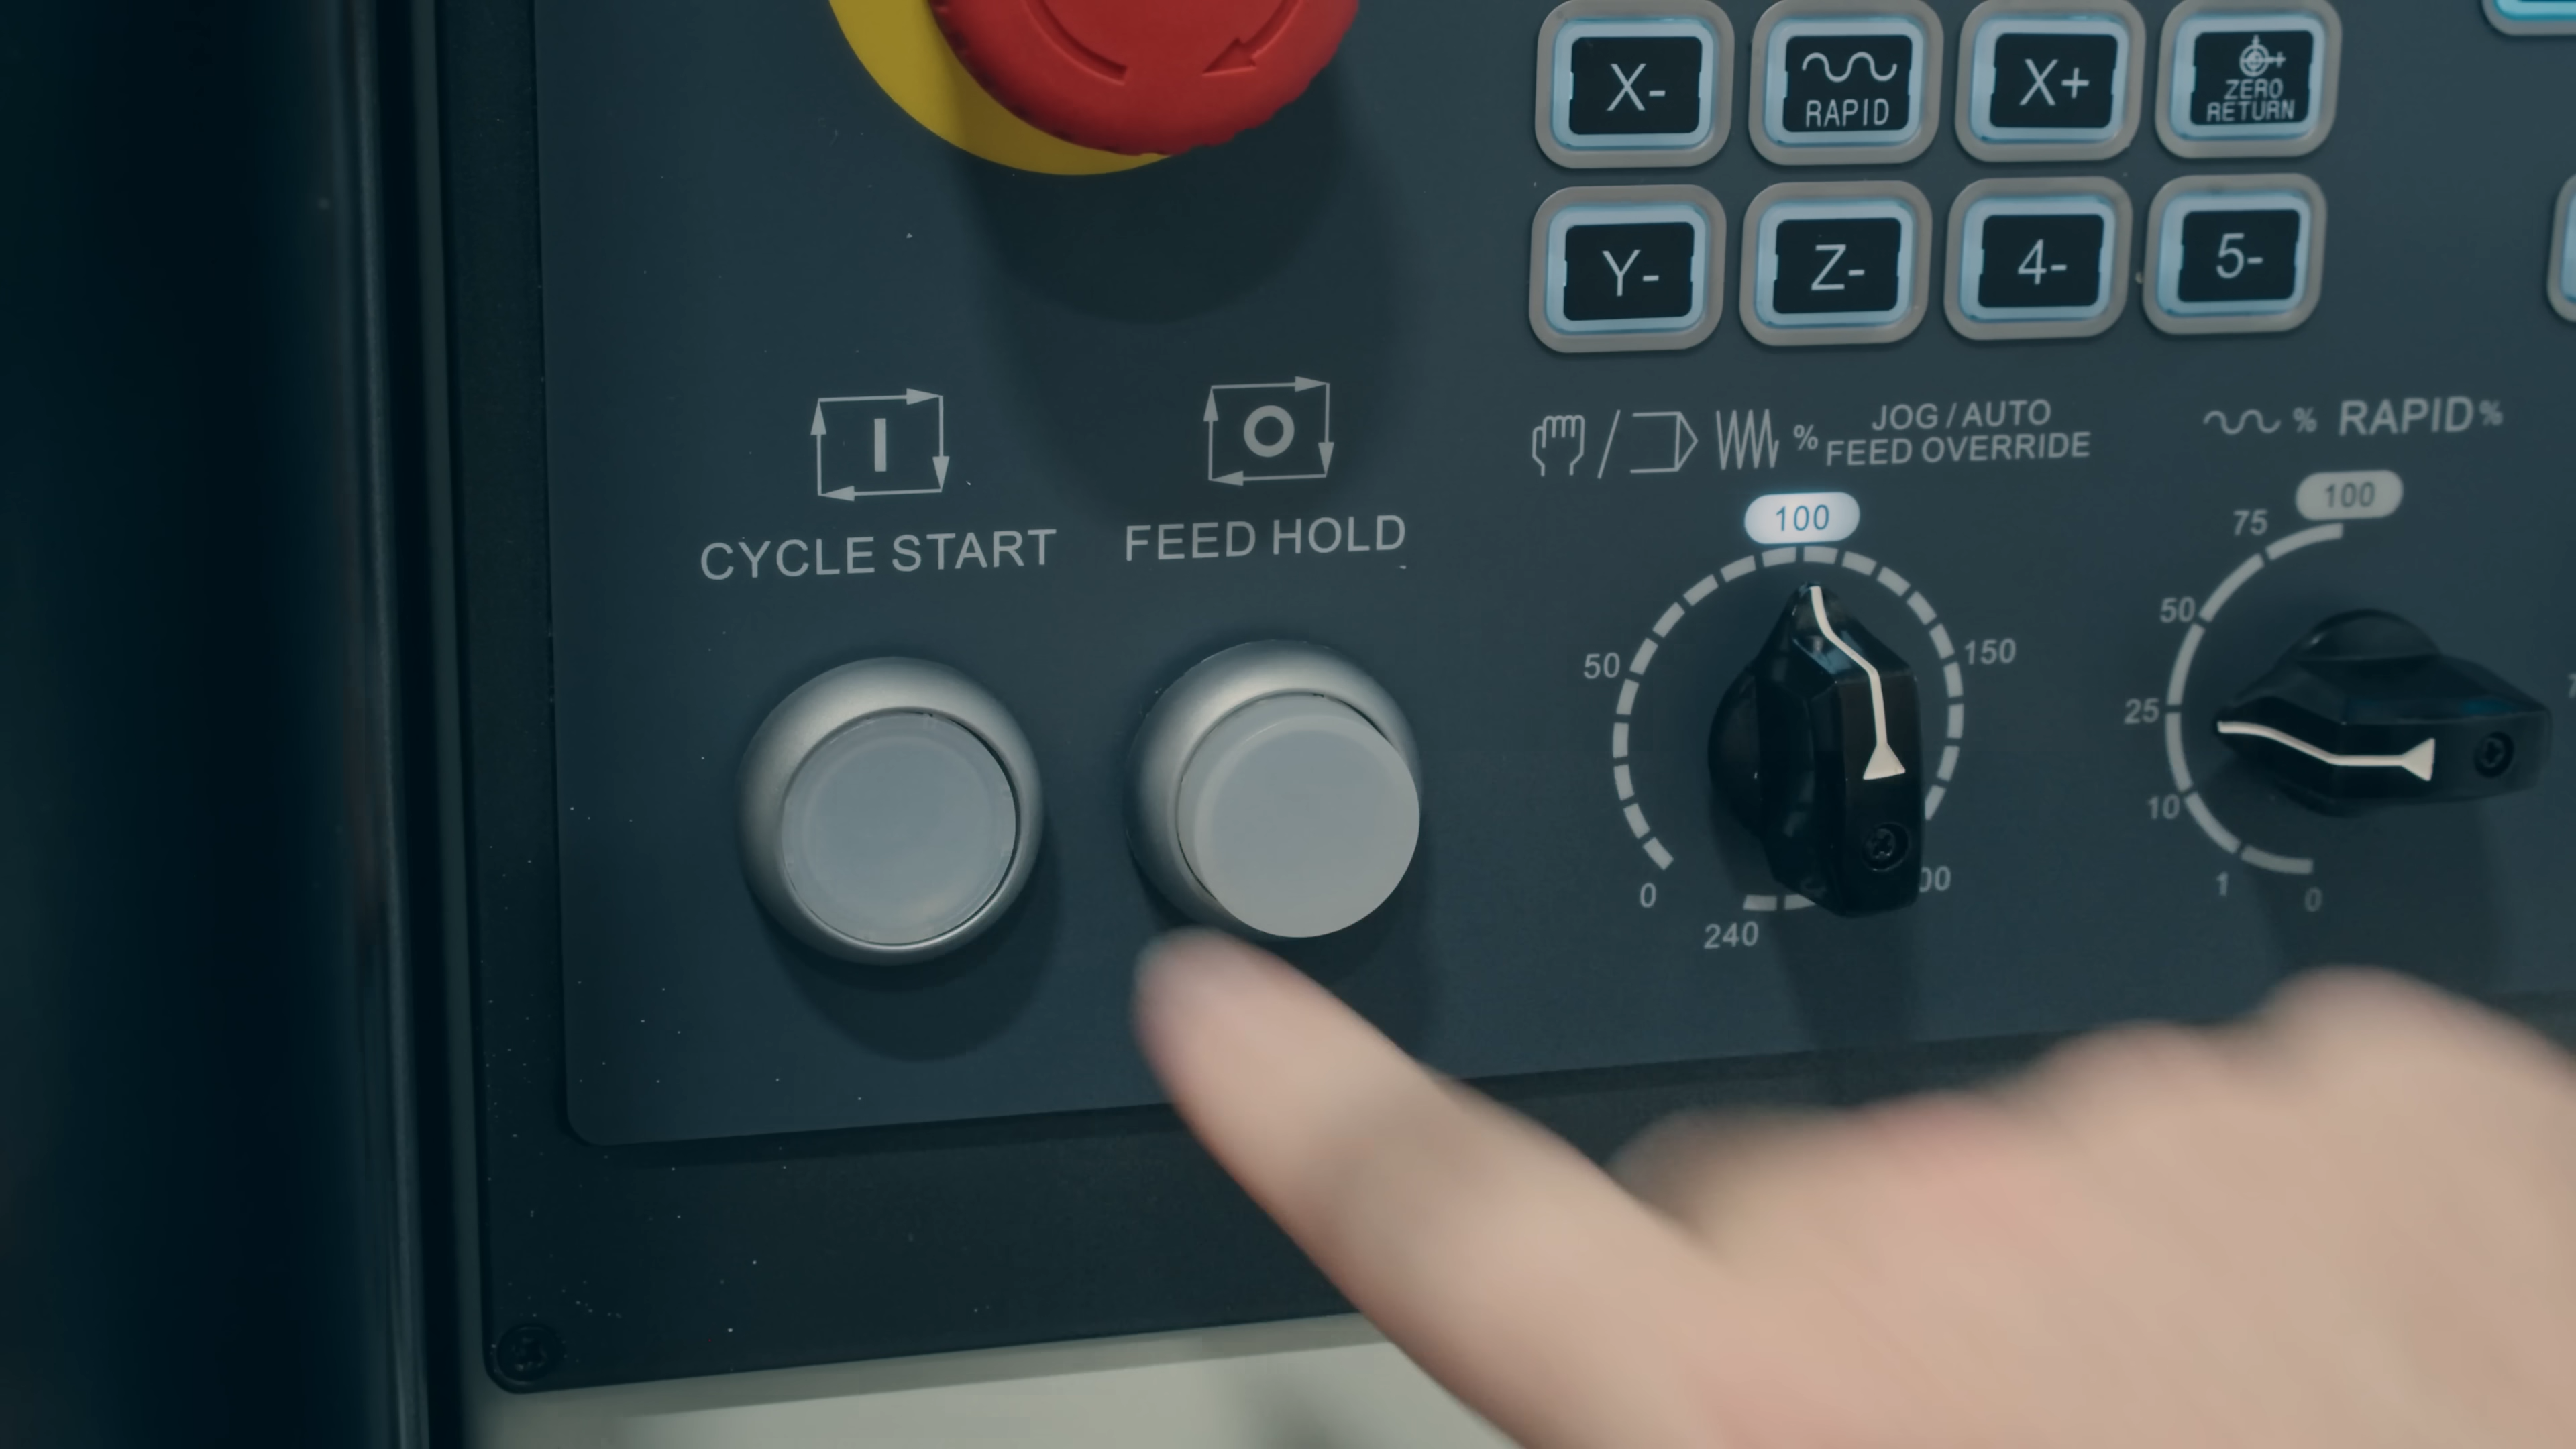 X-
RAPID
X+
ZERO
RETURN
Y-
Z-
4-
5-
I
O
CYCLE START
FEED HOLD
% JOG / AUTO
FEED OVERRIDE
100
50
150
0
240
% RAPID %
100
75
50
25
10
1
0